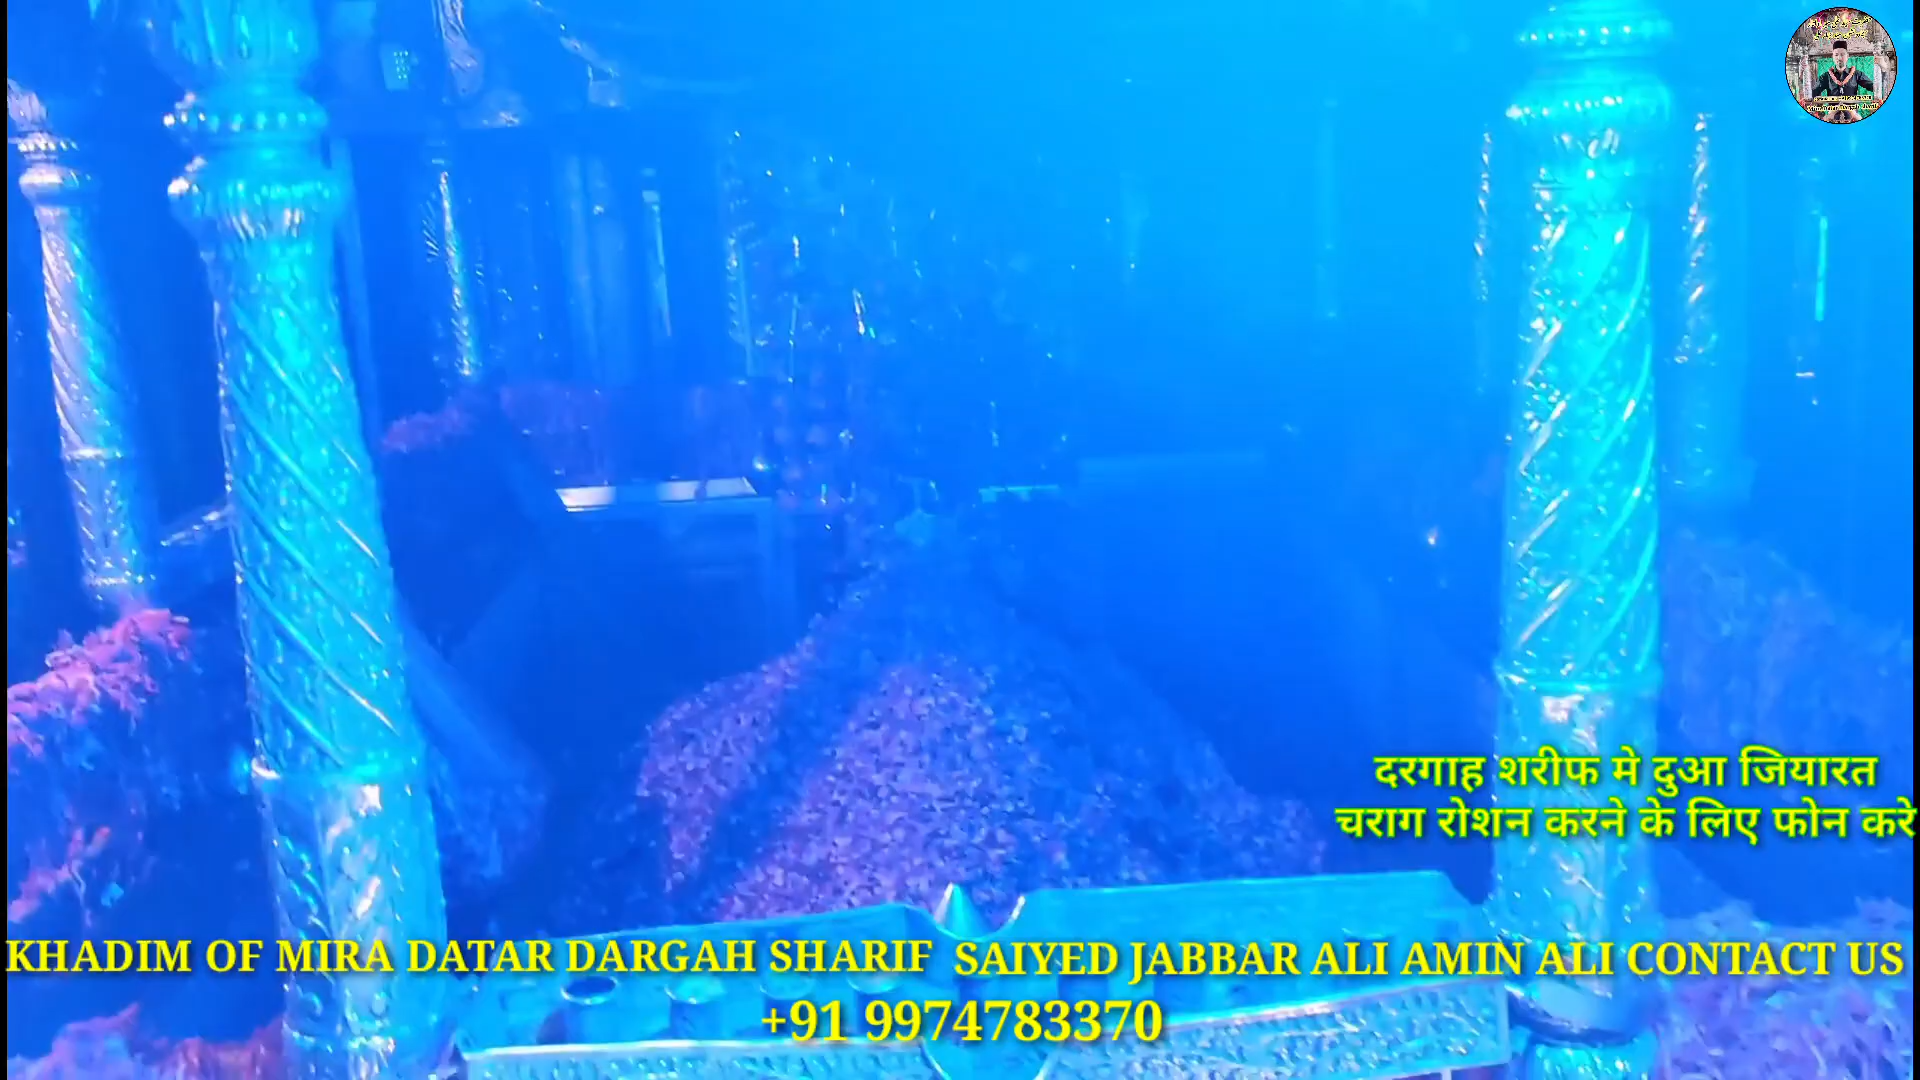 दरगाह शरीफ मे दुआ जियारत
चराग रोशन करने के लिए फोन करे
KHADIM OF MIRA DATAR DARGAH SHARIF SAIYED JABBAR ALI AMIN ALI CONTACT US
+91 9974783370